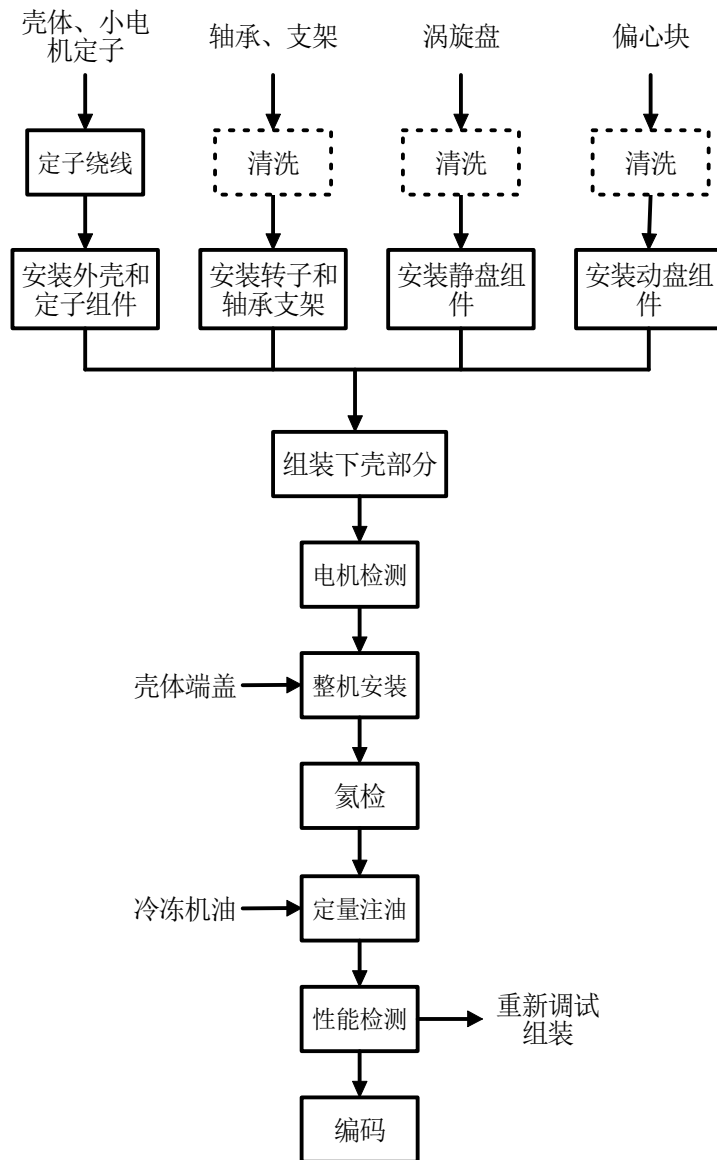 壳体、小电
机定子
轴承、支架
涡旋盘
偏心块
定子绕线
清洗
清洗
清洗
安装外壳和
定子组件
安装转子和
轴承支架
安装静盘组
件
安装动盘组
件
组装下壳部分
电机检测
壳体端盖
整机安装
氦检
冷冻机油
定量注油
性能检测
重新调试
组装
编码